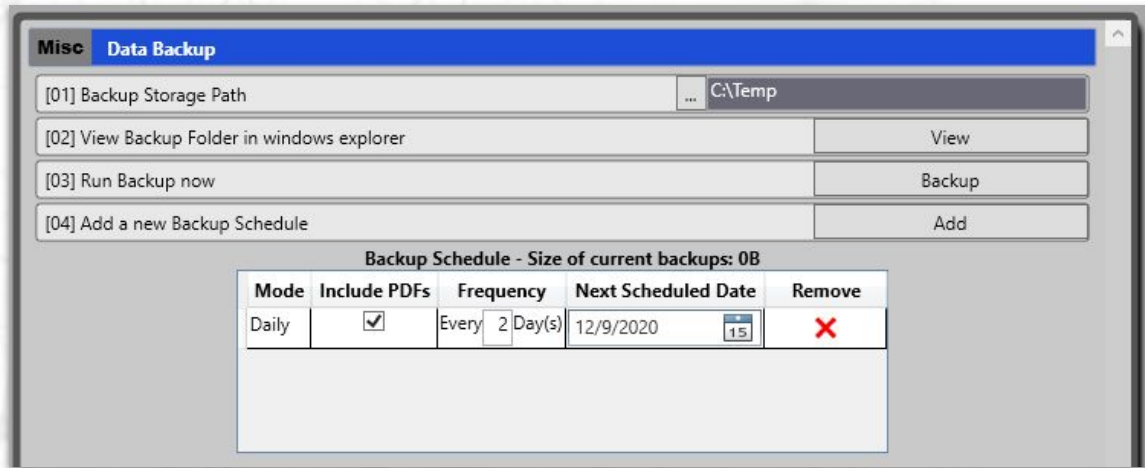 Misc Data Backup
[01] Backup Storage Path ... C:\Temp
[02] View Backup Folder in windows explorer View
[03] Run Backup now Backup
[04] Add a new Backup Schedule Add
Backup Schedule - Size of current backups: 0B
Mode Include PDFs Frequency Next Scheduled Date Remove
Daily Every 2 Day(s) 12/9/2020 15